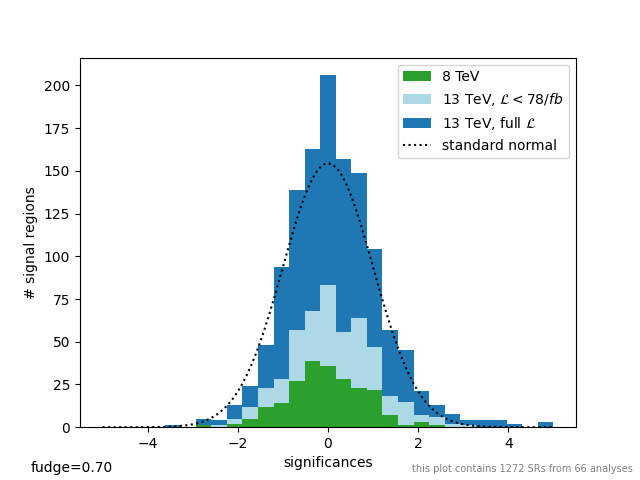 200
175
150
125
100
75
50
25
0
# signal regions
8 TeV
13 TeV, ℒ < 78/fb
13 TeV, full ℒ
standard normal
−4 −2 0 2 4
significances
fudge=0.70
this plot contains 1272 SRs from 66 analyses